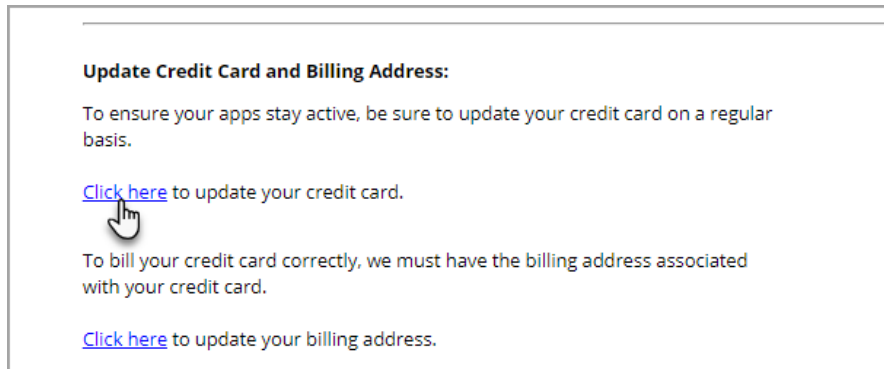 Update Credit Card and Billing Address:
To ensure your apps stay active, be sure to update your credit card on a regular
basis.
Click here to update your credit card.
To bill your credit card correctly, we must have the billing address associated
with your credit card.
Click here to update your billing address.